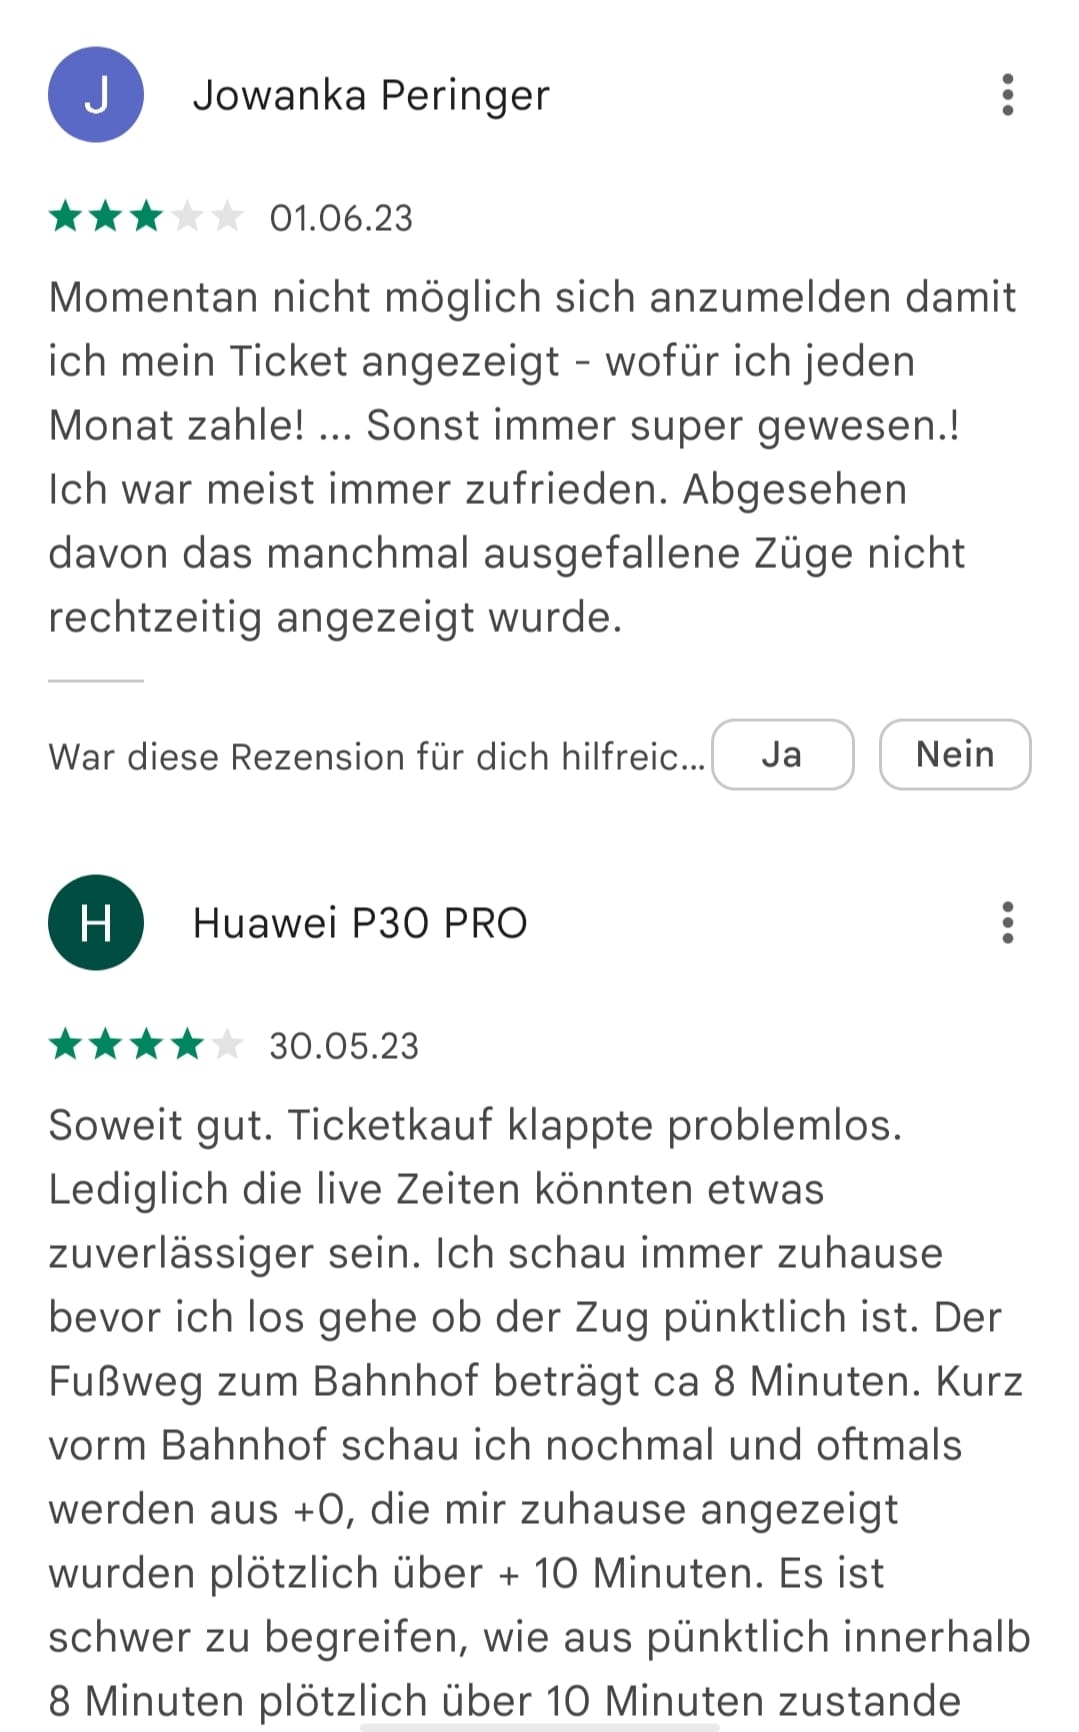 J
Jowanka Peringer
01.06.23
Momentan nicht möglich sich anzumelden damit
ich mein Ticket angezeigt - wofür ich jeden
Monat zahle! ... Sonst immer super gewesen.!
Ich war meist immer zufrieden. Abgesehen
davon das manchmal ausgefallene Züge nicht
rechtzeitig angezeigt wurde.
War diese Rezension für dich hilfreic... Ja Nein
H
Huawei P30 PRO
30.05.23
Soweit gut. Ticketkauf klappte problemlos.
Lediglich die live Zeiten könnten etwas
zuverlässiger sein. Ich schau immer zuhause
bevor ich los gehe ob der Zug pünktlich ist. Der
Fußweg zum Bahnhof beträgt ca 8 Minuten. Kurz
vorm Bahnhof schau ich nochmal und oftmals
werden aus +0, die mir zuhause angezeigt
wurden plötzlich über + 10 Minuten. Es ist
schwer zu begreifen, wie aus pünktlich innerhalb
8 Minuten plötzlich über 10 Minuten zustande